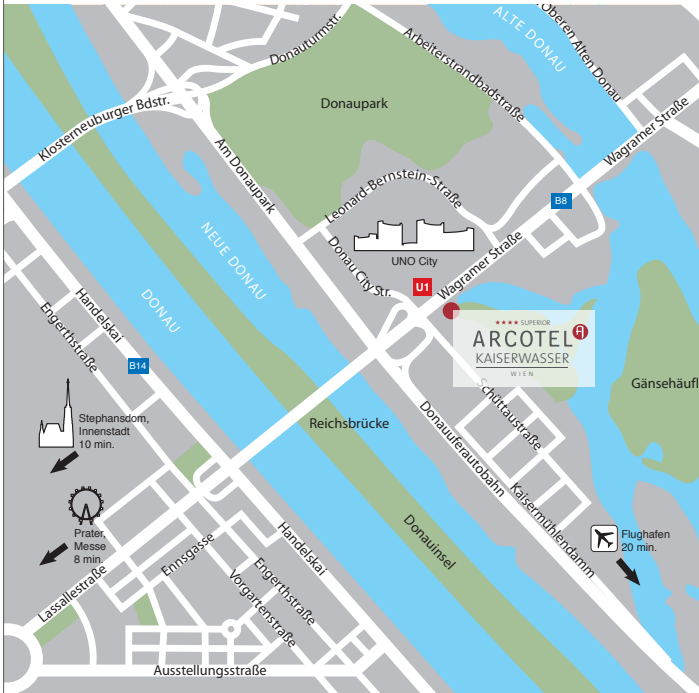 ALTE DONAU
Oberen Alten Donau
Donauturmstr.
Arbeiterstrandbadstraße
Donaupark
Klosterneuburger Bdstr.
Wagramer Straße
Am Donaupark
Leonard-Bernstein-Straße
B8
NEUE DONAU
UNO City
Wagramer Straße
Donau City Str.
U1
DONAU
Handelskai
Engerthstraße
★★★★ SUPERIOR
ARCOTEL A
KAISERWASSER
WIEN
B14
Gänsehäufl
Schüttaustraße
Stephansdom,
Innenstadt
10 min.
Reichsbrücke
Donauuferautobahn
Kaisermühlendamm
Prater,
Messe
8 min.
Donauinsel
Flughafen
20 min.
Handelskai
Ennsgasse
Engerthstraße
Vorgartenstraße
Lassallestraße
Ausstellungsstraße